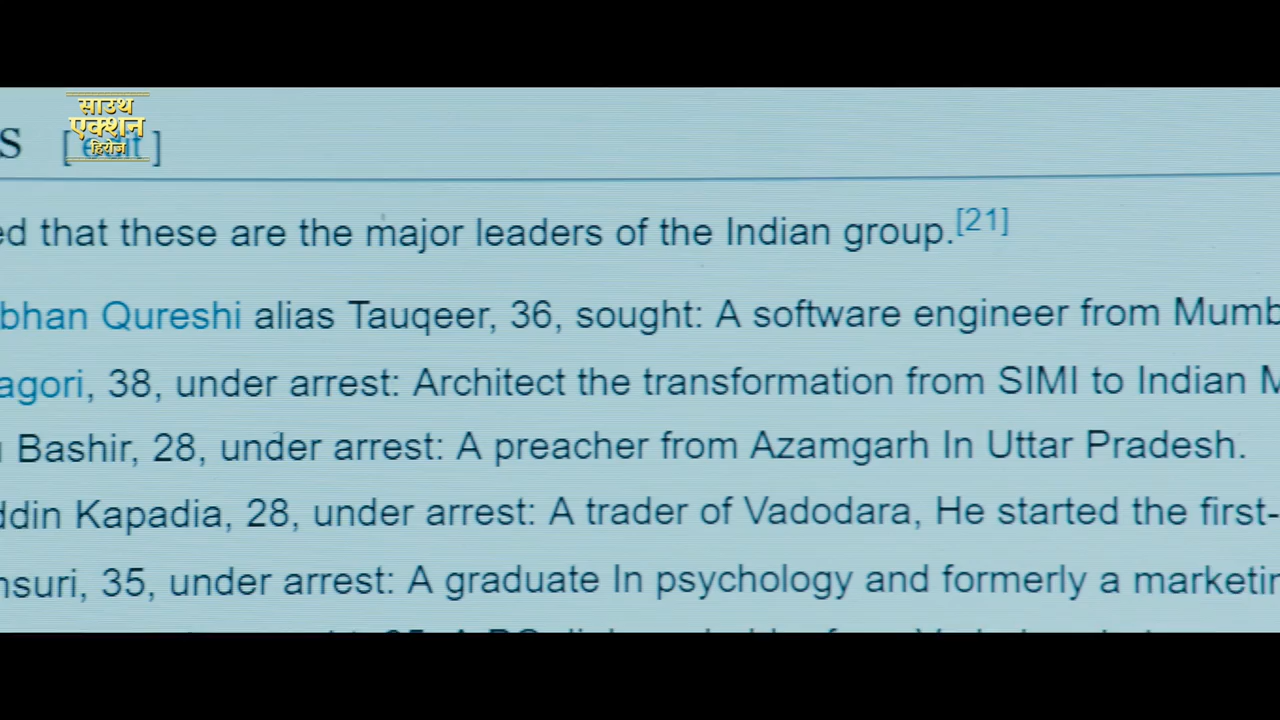 साउथ
एक्शन
हियेज़
S [ edit ]
ed that these are the major leaders of the Indian group.[21]
bhan Qureshi alias Tauqeer, 36, sought: A software engineer from Mumb
agori, 38, under arrest: Architect the transformation from SIMI to Indian M
Bashir, 28, under arrest: A preacher from Azamgarh In Uttar Pradesh.
ddin Kapadia, 28, under arrest: A trader of Vadodara, He started the first-
nsuri, 35, under arrest: A graduate In psychology and formerly a marketin